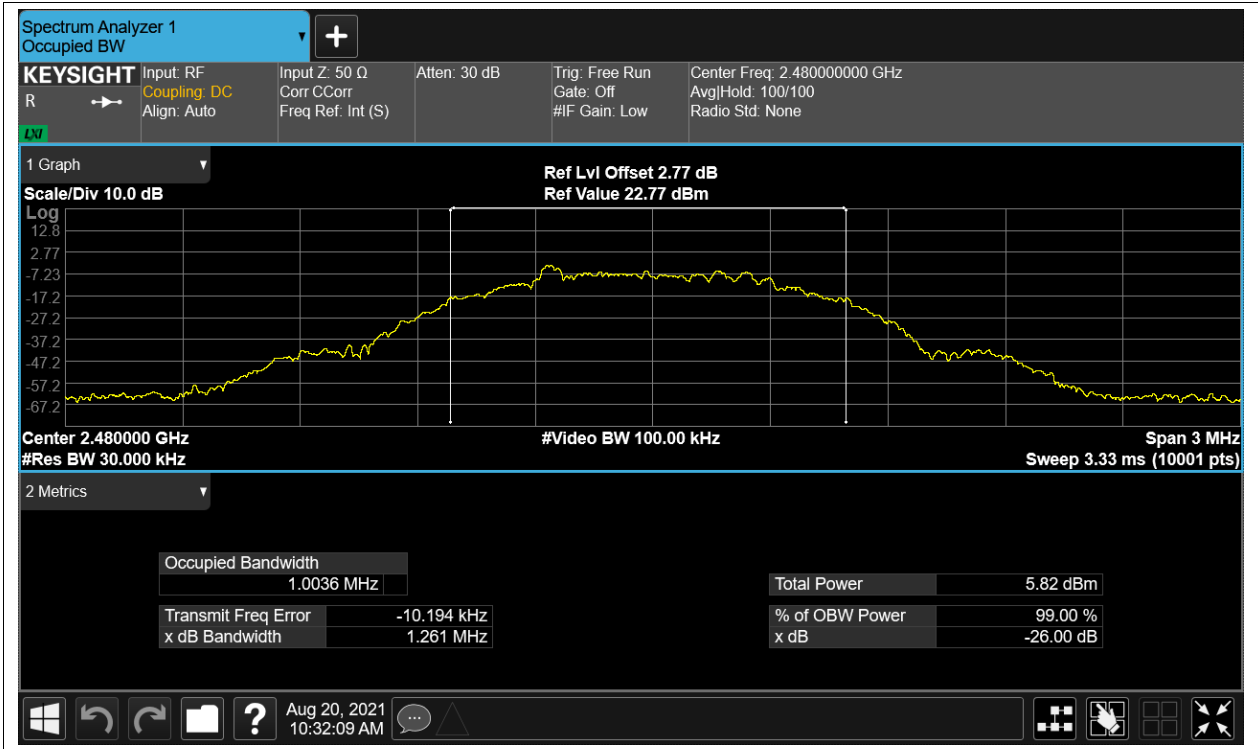 Spectrum Analyzer 1
Occupied BW
KEYSIGHT
R
LXI
Input: RF
Coupling: DC
Align: Auto
Input Z: 50 Ω
Corr CCorr
Freq Ref: Int (S)
Atten: 30 dB
Trig: Free Run
Gate: Off
#IF Gain: Low
Center Freq: 2.480000000 GHz
Avg|Hold: 100/100
Radio Std: None
1 Graph
Scale/Div 10.0 dB
Ref Lvl Offset 2.77 dB
Ref Value 22.77 dBm
Log
12.8
2.77
-7.23
-17.2
-27.2
-37.2
-47.2
-57.2
-67.2
Center 2.480000 GHz
#Video BW 100.00 kHz
Span 3 MHz
#Res BW 30.000 kHz
Sweep 3.33 ms (10001 pts)
2 Metrics
Occupied Bandwidth
1.0036 MHz
Transmit Freq Error -10.194 kHz
x dB Bandwidth 1.261 MHz
Total Power 5.82 dBm
% of OBW Power 99.00 %
x dB -26.00 dB
?
Aug 20, 2021
10:32:09 AM